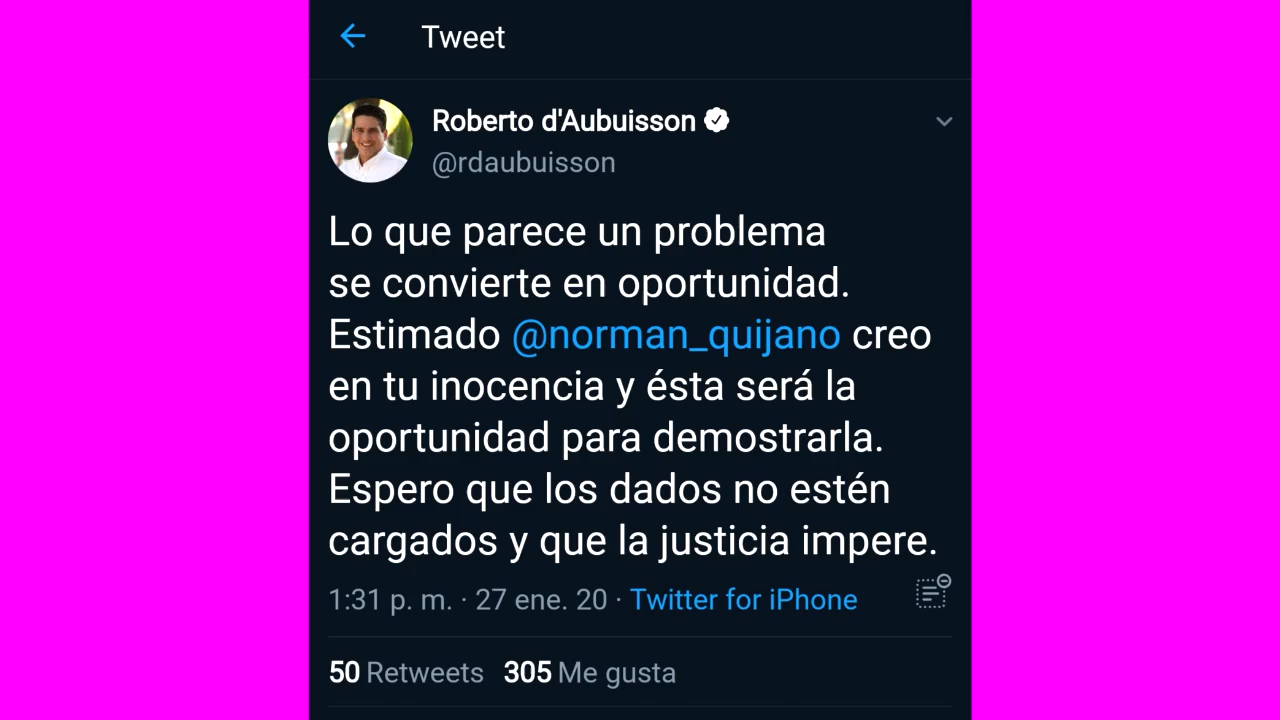 Tweet
Roberto d'Aubuisson
@rdaubuisson
Lo que parece un problema
se convierte en oportunidad.
Estimado @norman_quijano creo
en tu inocencia y ésta será la
oportunidad para demostrarla.
Espero que los dados no estén
cargados y que la justicia impere.
1:31 p. m. · 27 ene. 20 · Twitter for iPhone
50 Retweets 305 Me gusta